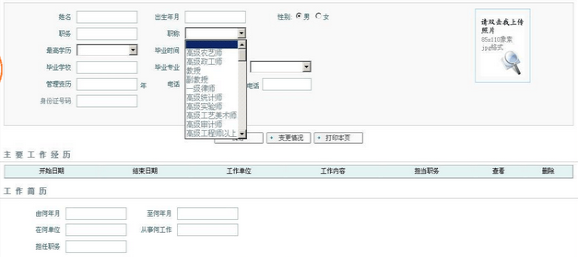 姓名 出生年月 性别: 男 女
职务 职称
最高学历 毕业时间
毕业学校 毕业专业
管理资历 年 电话 电话
身份证号码
高级农艺师
高级政工师
教授
副教授
一级律师
高级统计师
高级实验师
高级工艺美术师
高级审计师
高级工程师以上
请双击我上传
照片
85x110象素
jpg格式
变更情况 打印本页
主要工作经历
开始日期 结束日期 工作单位 工作内容 担当职务 查看 删除
工作简历
由何年月 至何年月
在何单位 从事何工作
担任职务